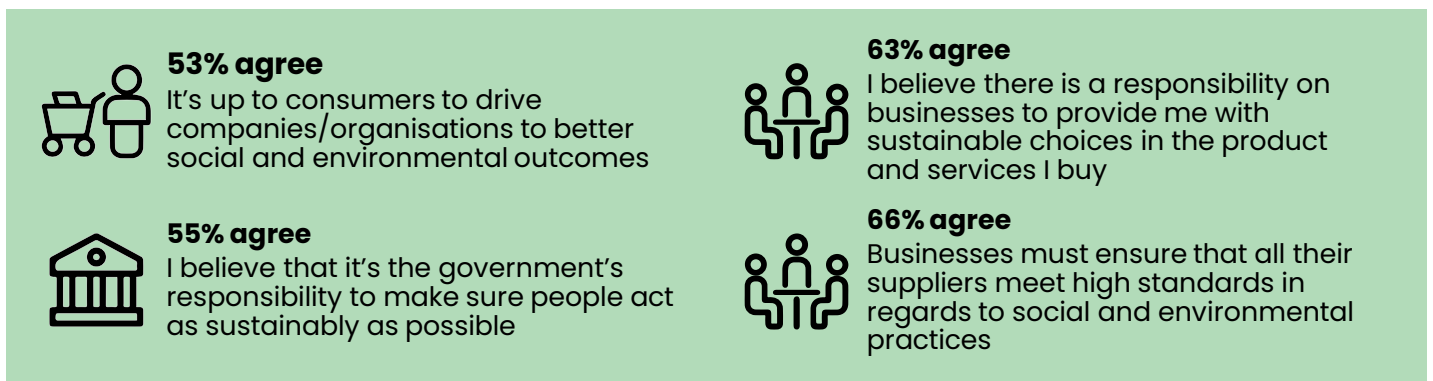 53% agree
It’s up to consumers to drive
companies/organisations to better
social and environmental outcomes
55% agree
I believe that it’s the government’s
responsibility to make sure people act
as sustainably as possible
63% agree
I believe there is a responsibility on
businesses to provide me with
sustainable choices in the product
and services I buy
66% agree
Businesses must ensure that all their
suppliers meet high standards in
regards to social and environmental
practices